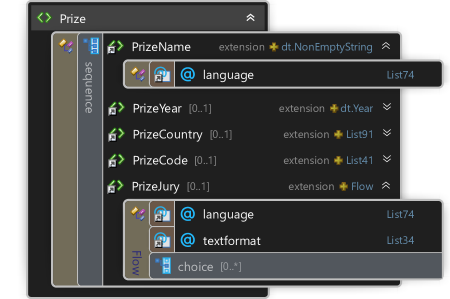 Prize
sequence
PrizeName extension dt.NonEmptyString
@ language List74
PrizeYear [0..1] extension dt.Year
PrizeCountry [0..1] extension List91
PrizeCode [0..1] extension List41
PrizeJury [0..1] extension Flow
Flow
@ language List74
@ textformat List34
choice [0..*]